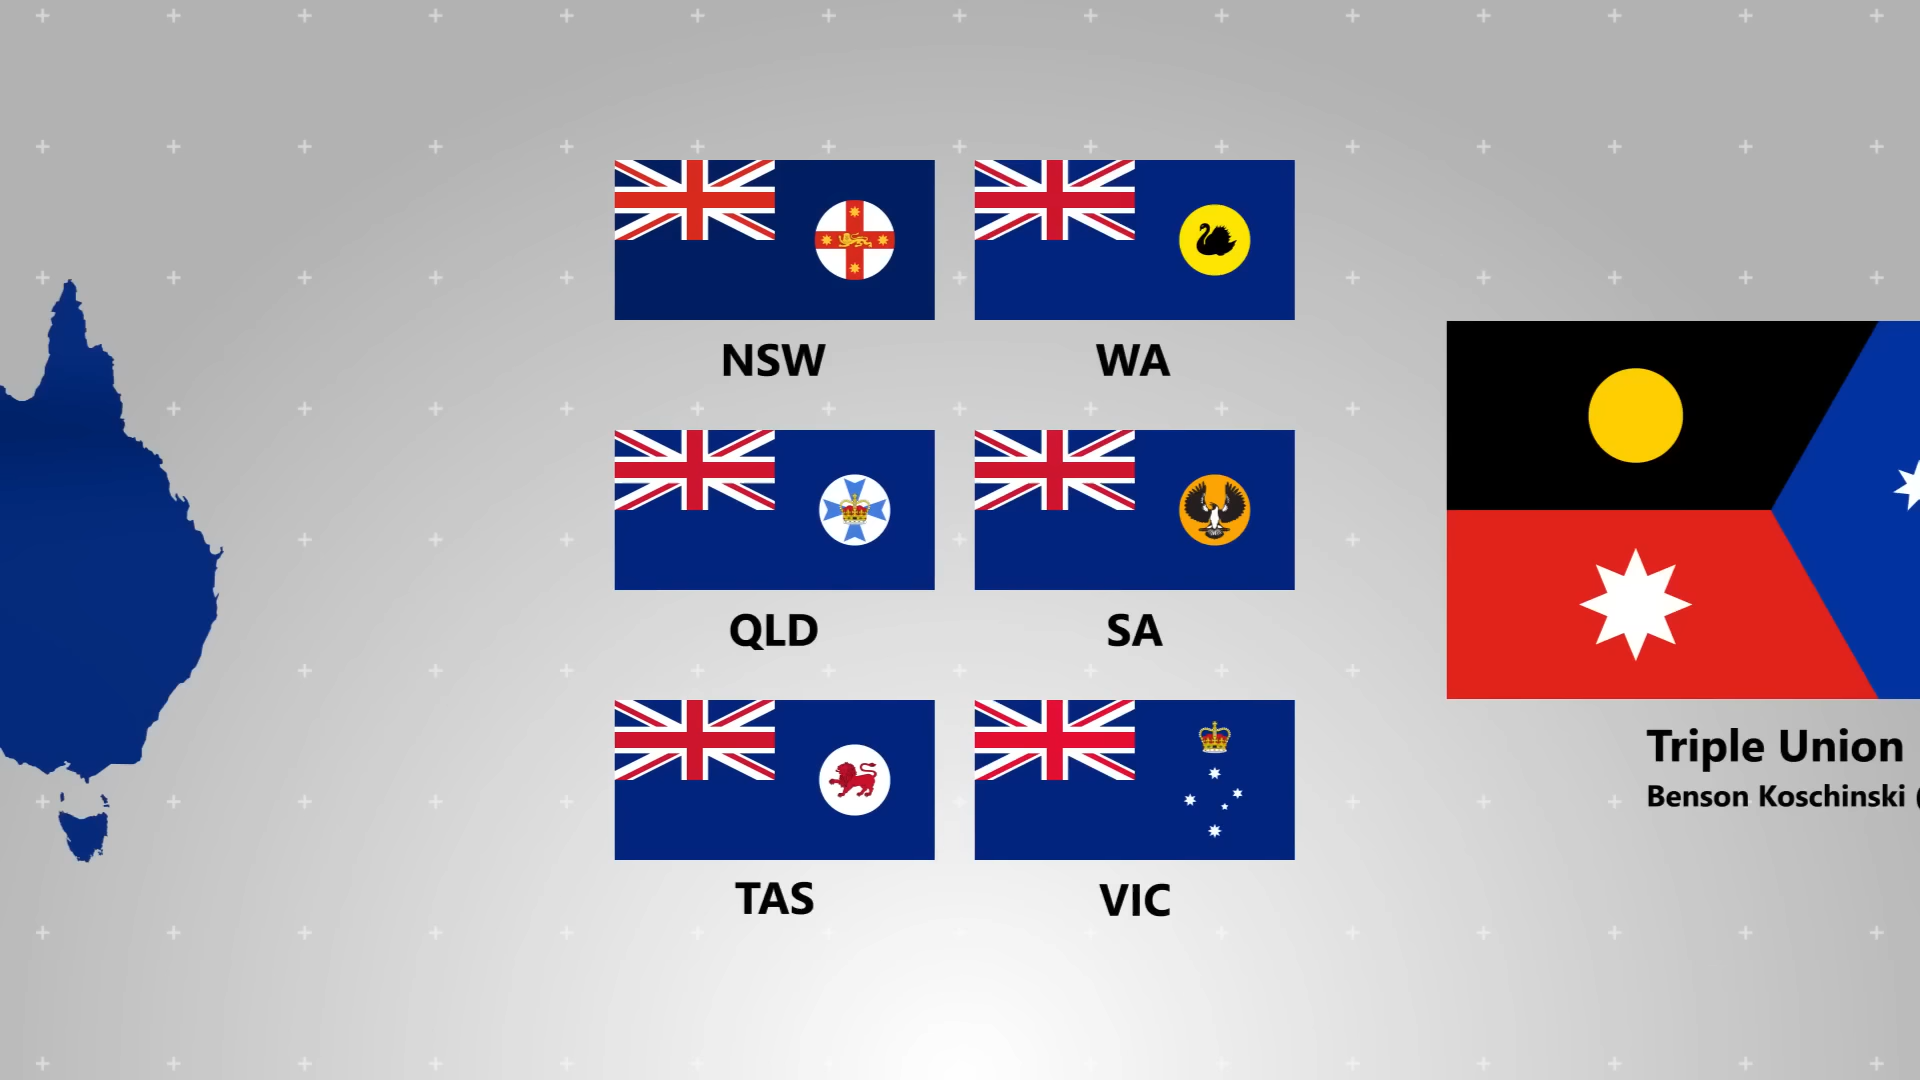 NSW
WA
QLD
SA
TAS
VIC
Triple Union
Benson Koschinski (